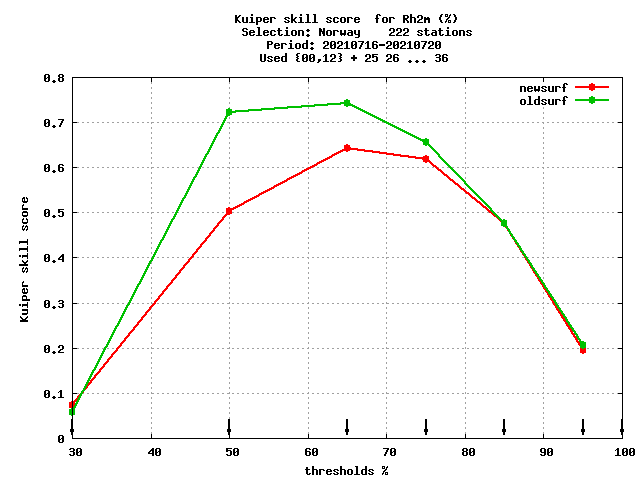 Kuiper skill score  for Rh2m (%)
Selection: Norway    222 stations
Period: 20210716-20210720
Used {00,12} + 25 26 ... 36
newsurf
oldsurf
Kuiper skill score
0.8
0.7
0.6
0.5
0.4
0.3
0.2
0.1
0
30 40 50 60 70 80 90 100
thresholds %